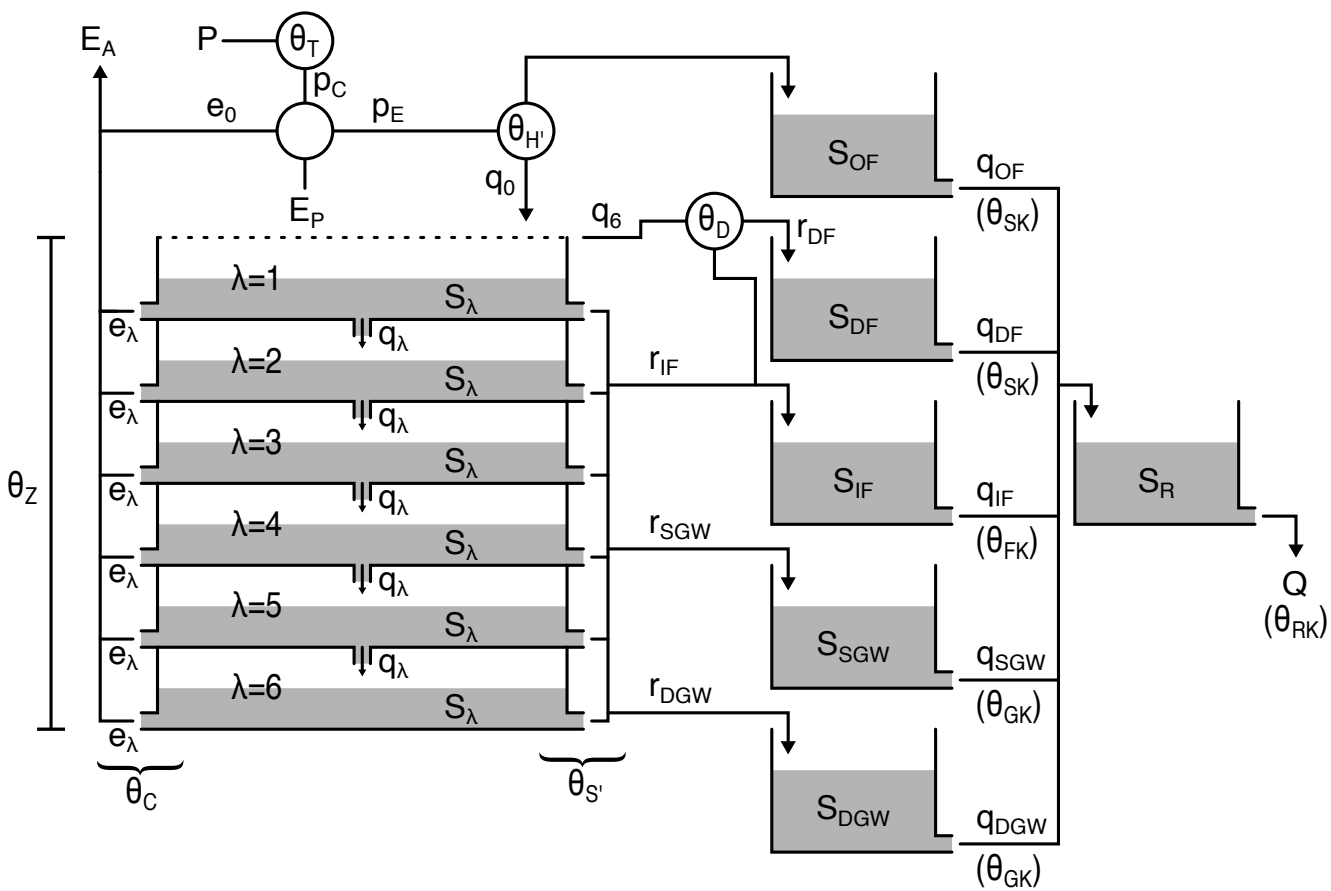 E_A
P
θ_T
p_C
e_0
p_E
θ_H'
E_P
q_0
q_6
θ_D
r_DF
S_OF
q_OF
(θ_SK)
λ=1
S_λ
e_λ
q_λ
S_DF
q_DF
(θ_SK)
λ=2
S_λ
r_IF
e_λ
q_λ
λ=3
S_λ
e_λ
q_λ
S_IF
q_IF
(θ_FK)
S_R
θ_Z
λ=4
S_λ
r_SGW
e_λ
q_λ
Q
(θ_RK)
λ=5
S_λ
e_λ
q_λ
S_SGW
q_SGW
(θ_GK)
λ=6
S_λ
r_DGW
e_λ
θ_C
θ_S'
S_DGW
q_DGW
(θ_GK)